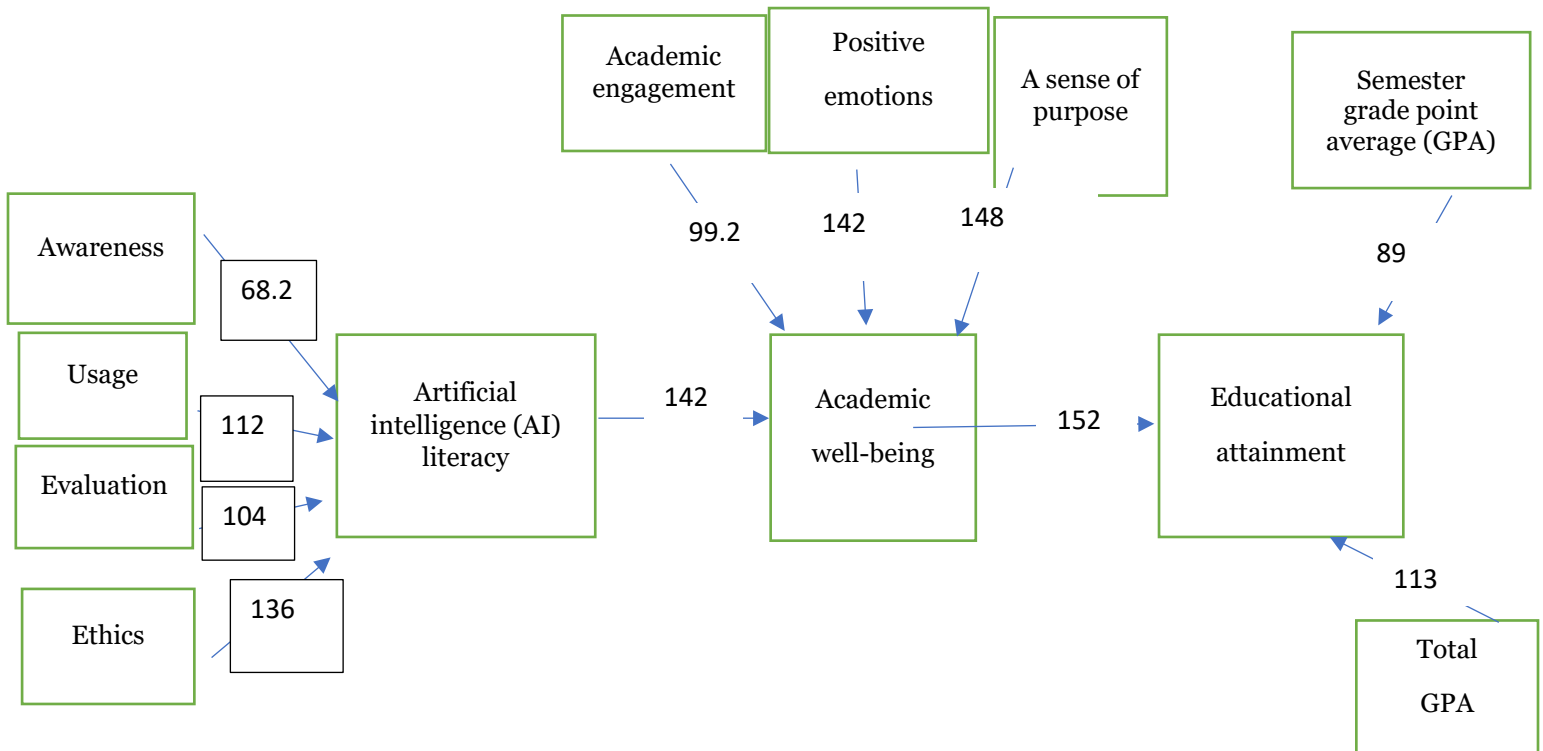 Academic
engagement
Positive
emotions
A sense of
purpose
Semester
grade point
average (GPA)
99.2
142
148
89
Awareness
68.2
Usage
112
Evaluation
104
Ethics
136
Artificial
intelligence (AI)
literacy
142
Academic
well-being
152
Educational
attainment
113
Total
GPA